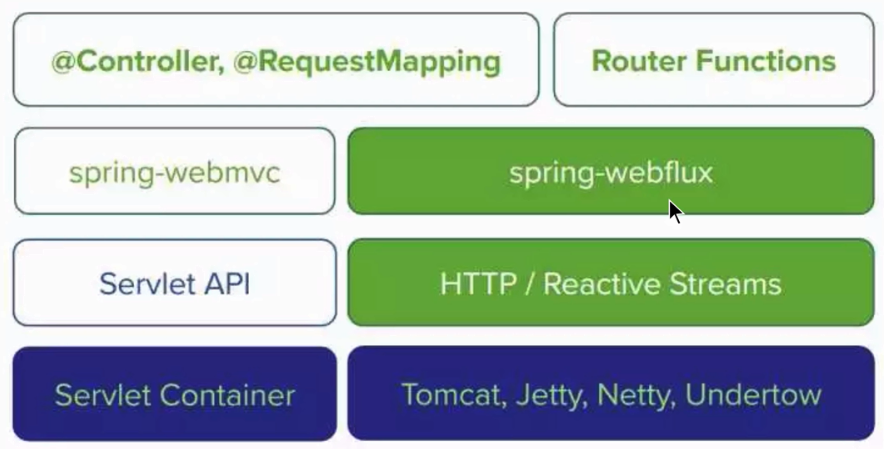 @Controller, @RequestMapping
Router Functions
spring-webmvc
spring-webflux
Servlet API
HTTP / Reactive Streams
Servlet Container
Tomcat, Jetty, Netty, Undertow